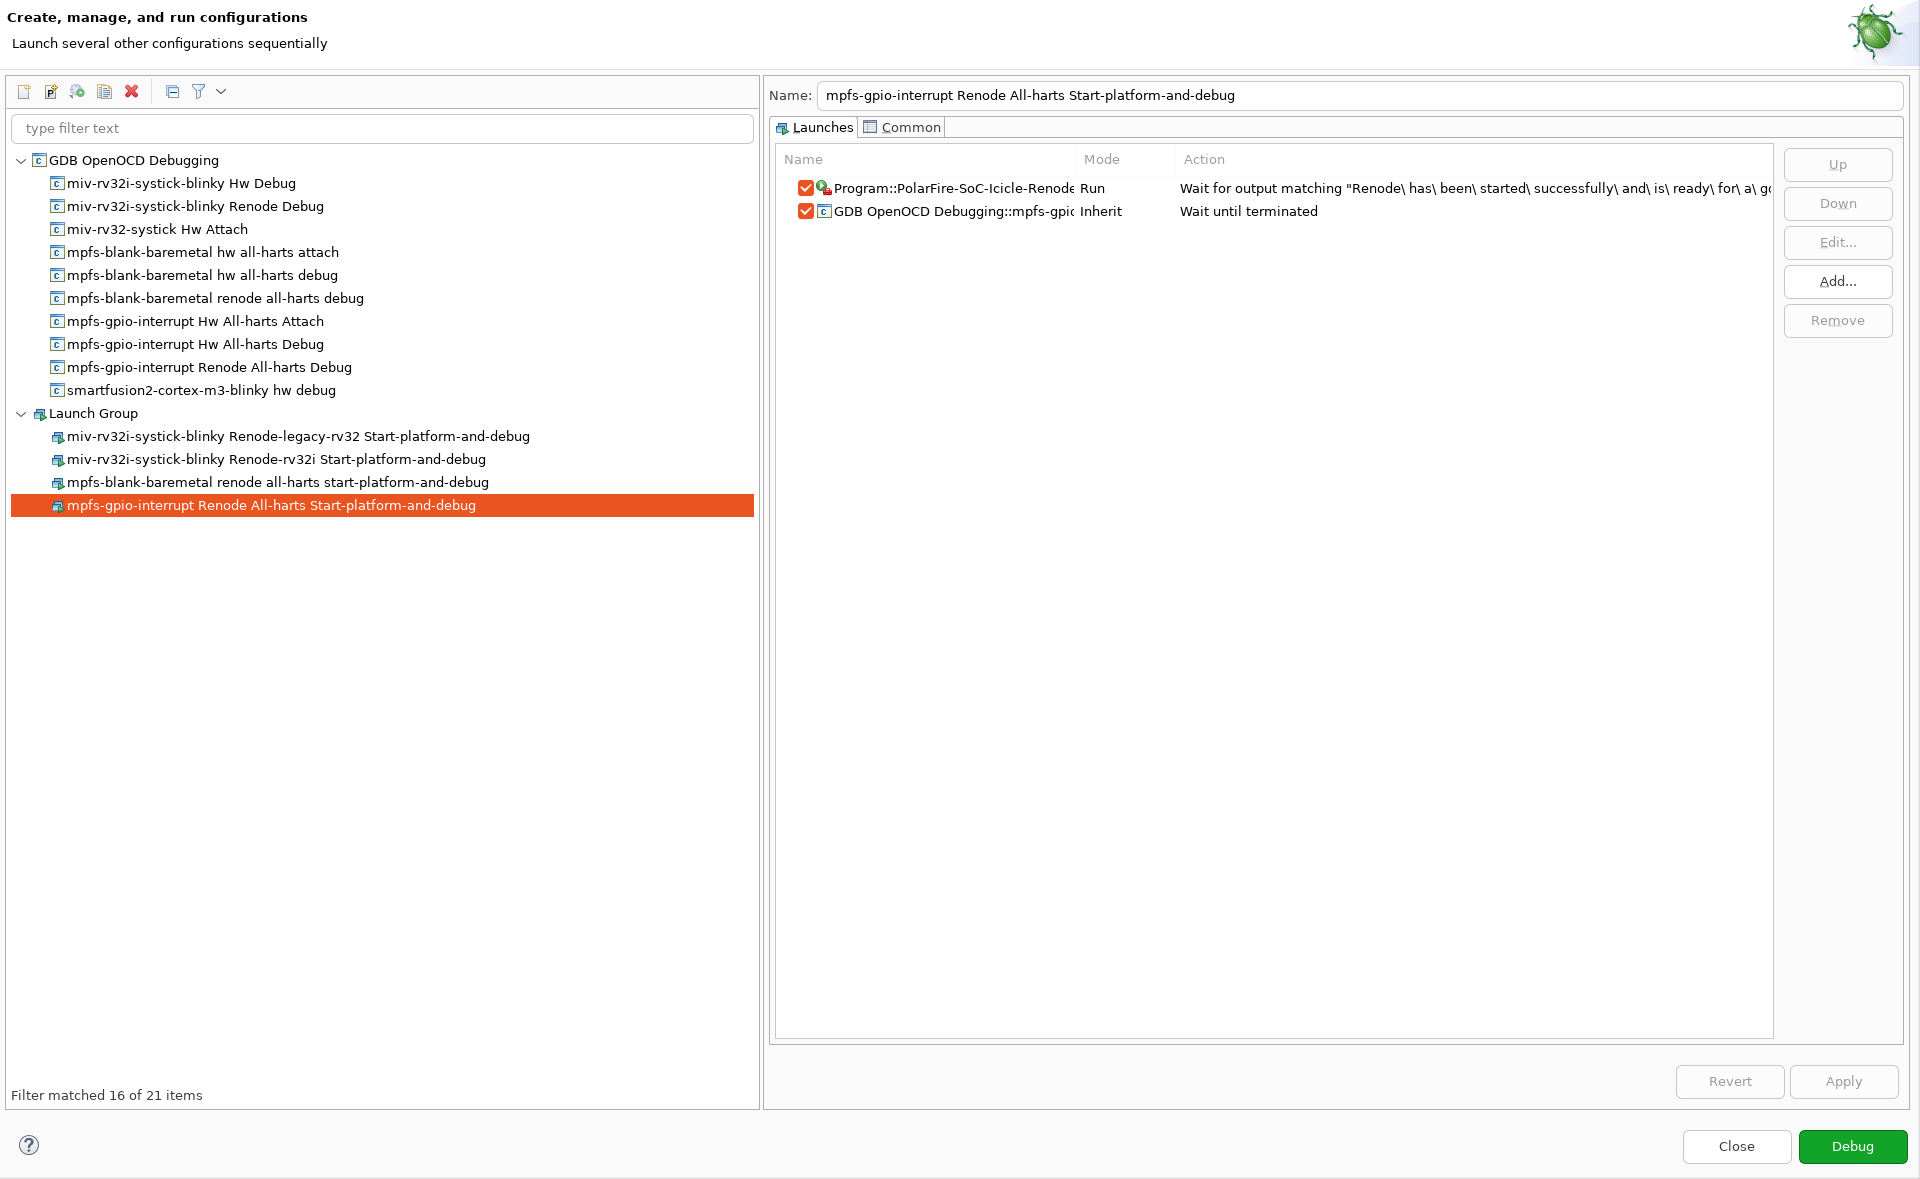 Create, manage, and run configurations
Launch several other configurations sequentially
type filter text
GDB OpenOCD Debugging
miv-rv32i-systick-blinky Hw Debug
miv-rv32i-systick-blinky Renode Debug
miv-rv32-systick Hw Attach
mpfs-blank-baremetal hw all-harts attach
mpfs-blank-baremetal hw all-harts debug
mpfs-blank-baremetal renode all-harts debug
mpfs-gpio-interrupt Hw All-harts Attach
mpfs-gpio-interrupt Hw All-harts Debug
mpfs-gpio-interrupt Renode All-harts Debug
smartfusion2-cortex-m3-blinky hw debug
Launch Group
miv-rv32i-systick-blinky Renode-legacy-rv32 Start-platform-and-debug
miv-rv32i-systick-blinky Renode-rv32i Start-platform-and-debug
mpfs-blank-baremetal renode all-harts start-platform-and-debug
mpfs-gpio-interrupt Renode All-harts Start-platform-and-debug
Filter matched 16 of 21 items
Name: mpfs-gpio-interrupt Renode All-harts Start-platform-and-debug
Launches Common
Name Mode Action
Program::PolarFire-SoC-Icicle-Renode Run Wait for output matching "Renode\ has\ been\ started\ successfully\ and\ is\ ready\ for\ a\
GDB OpenOCD Debugging::mpfs-gpio Inherit Wait until terminated
Up
Down
Edit...
Add...
Remove
Revert Apply
Close Debug